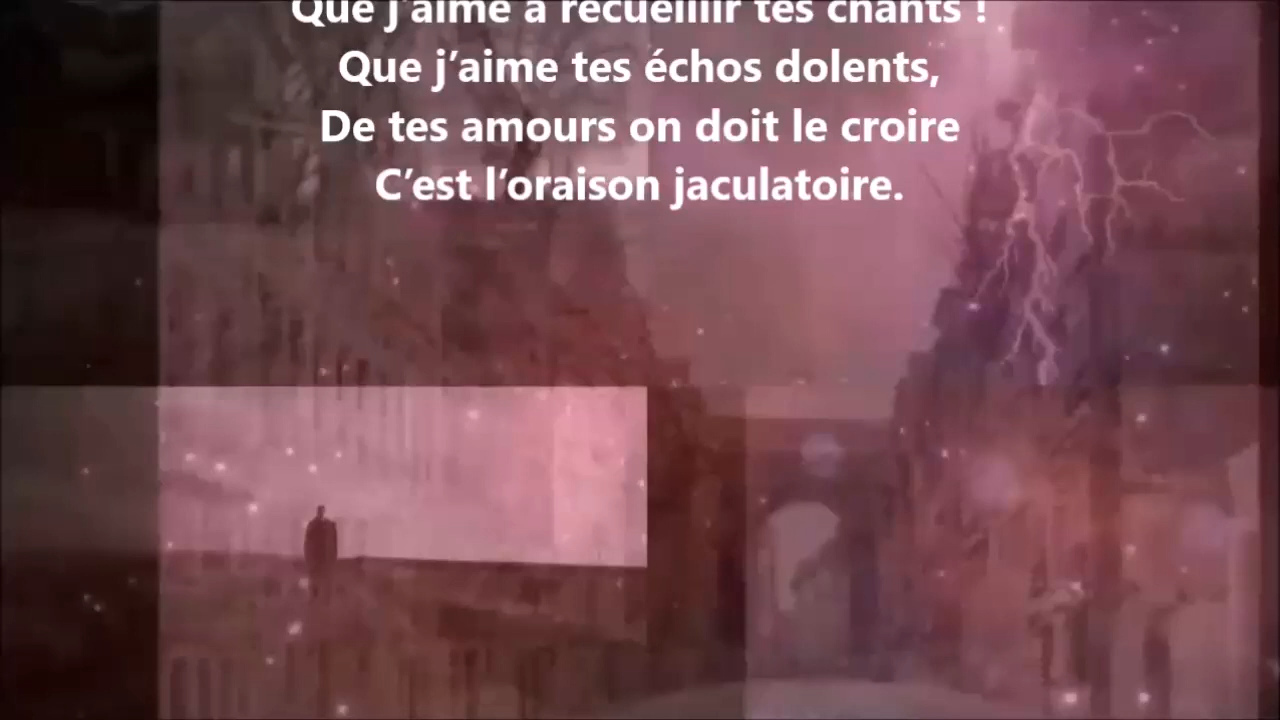 Que j’aime à recueillir tes chants !
Que j’aime tes échos dolents,
De tes amours on doit le croire
C’est l’oraison jaculatoire.